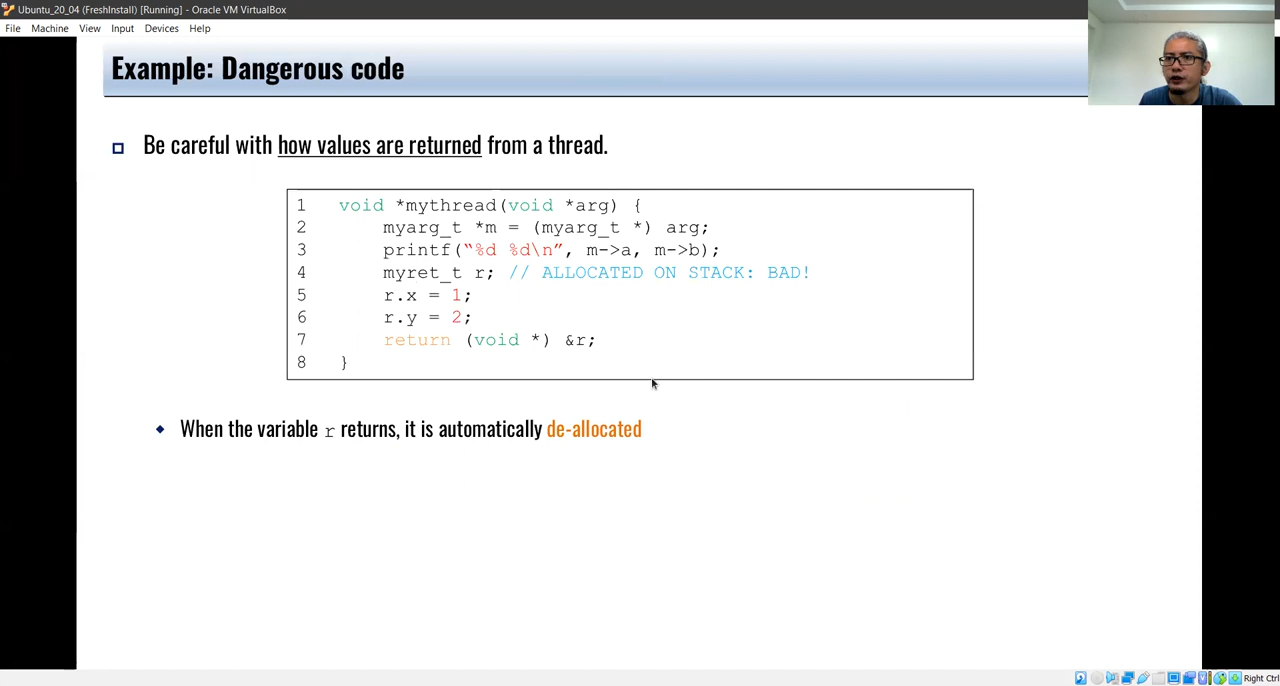 Ubuntu_20_04 (FreshInstall) [Running] - Oracle VM VirtualBox
File Machine View Input Devices Help
Example: Dangerous code
Be careful with how values are returned from a thread.
1 void *mythread(void *arg) {
2 myarg_t *m = (myarg_t *) arg;
3 printf(“%d %d\n”, m->a, m->b);
4 myret_t r; // ALLOCATED ON STACK: BAD!
5 r.x = 1;
6 r.y = 2;
7 return (void *) &r;
8 }
When the variable r returns, it is automatically de-allocated
Right Ctrl